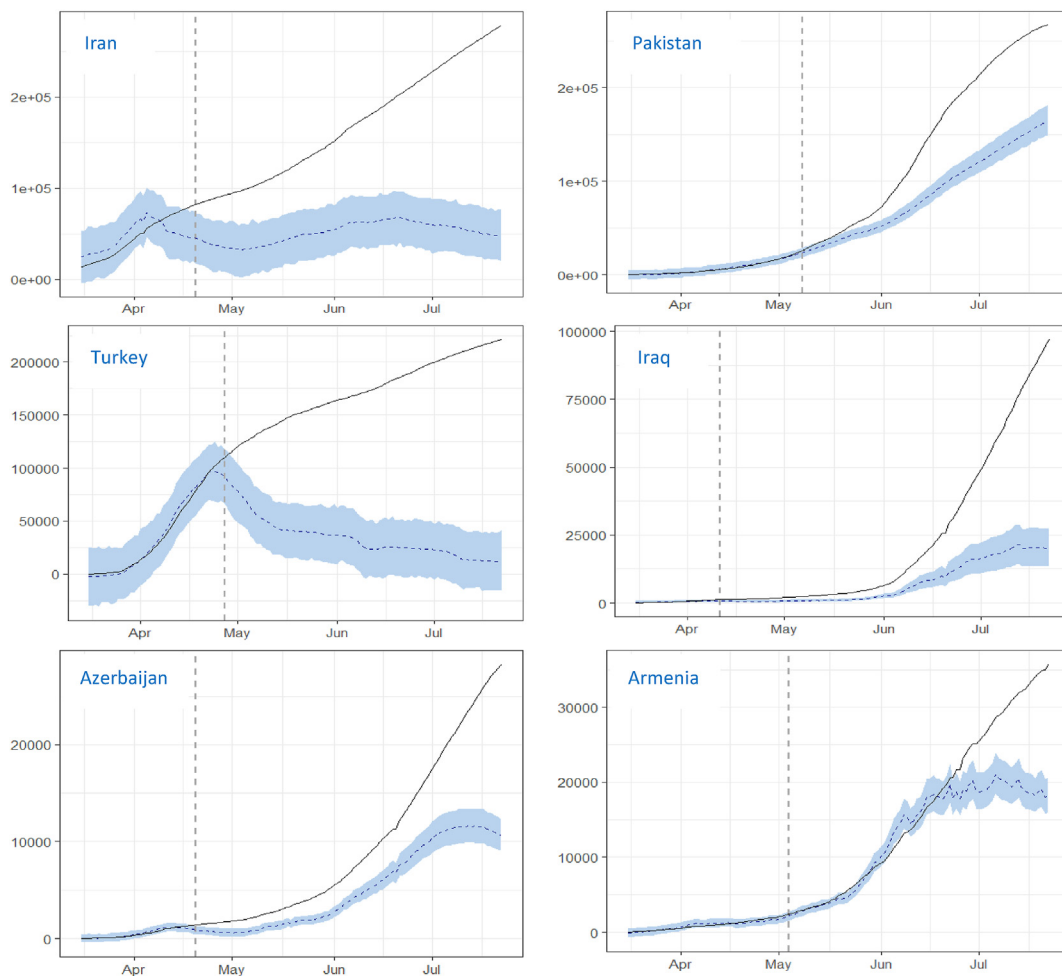 Iran
2e+05
1e+05
0e+00
Apr May Jun Jul
Pakistan
2e+05
1e+05
0e+00
Apr May Jun Jul
Turkey
200000
150000
100000
50000
0
Apr May Jun Jul
Iraq
100000
75000
50000
25000
0
Apr May Jun Jul
Azerbaijan
20000
10000
0
Apr May Jun Jul
Armenia
30000
20000
10000
0
Apr May Jun Jul